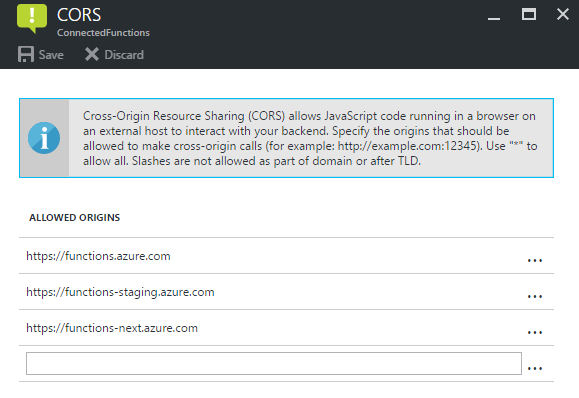 CORS
ConnectedFunctions
Save Discard
Cross-Origin Resource Sharing (CORS) allows JavaScript code running in a browser on
an external host to interact with your backend. Specify the origins that should be
allowed to make cross-origin calls (for example: http://example.com:12345). Use "*" to
allow all. Slashes are not allowed as part of domain or after TLD.
ALLOWED ORIGINS
https://functions.azure.com ...
https://functions-staging.azure.com ...
https://functions-next.azure.com ...
...